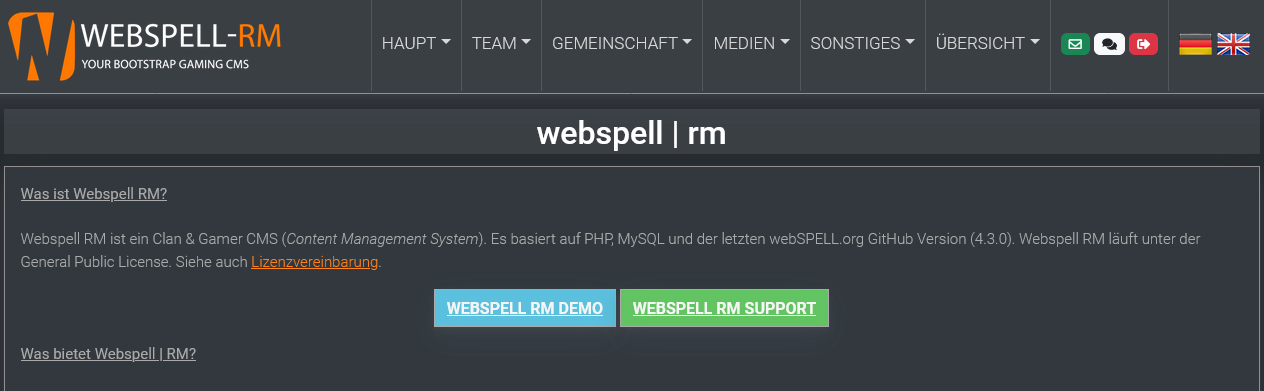 WEBSPELL-RM
YOUR BOOTSTRAP GAMING CMS
HAUPT TEAM GEMEINSCHAFT MEDIEN SONSTIGES ÜBERSICHT
webspell | rm
Was ist Webspell RM?
Webspell RM ist ein Clan & Gamer CMS (Content Management System). Es basiert auf PHP, MySQL und der letzten webSPELL.org GitHub Version (4.3.0). Webspell RM läuft unter der
General Public License. Siehe auch Lizenzvereinbarung.
WEBSPELL RM DEMO WEBSPELL RM SUPPORT
Was bietet Webspell | RM?